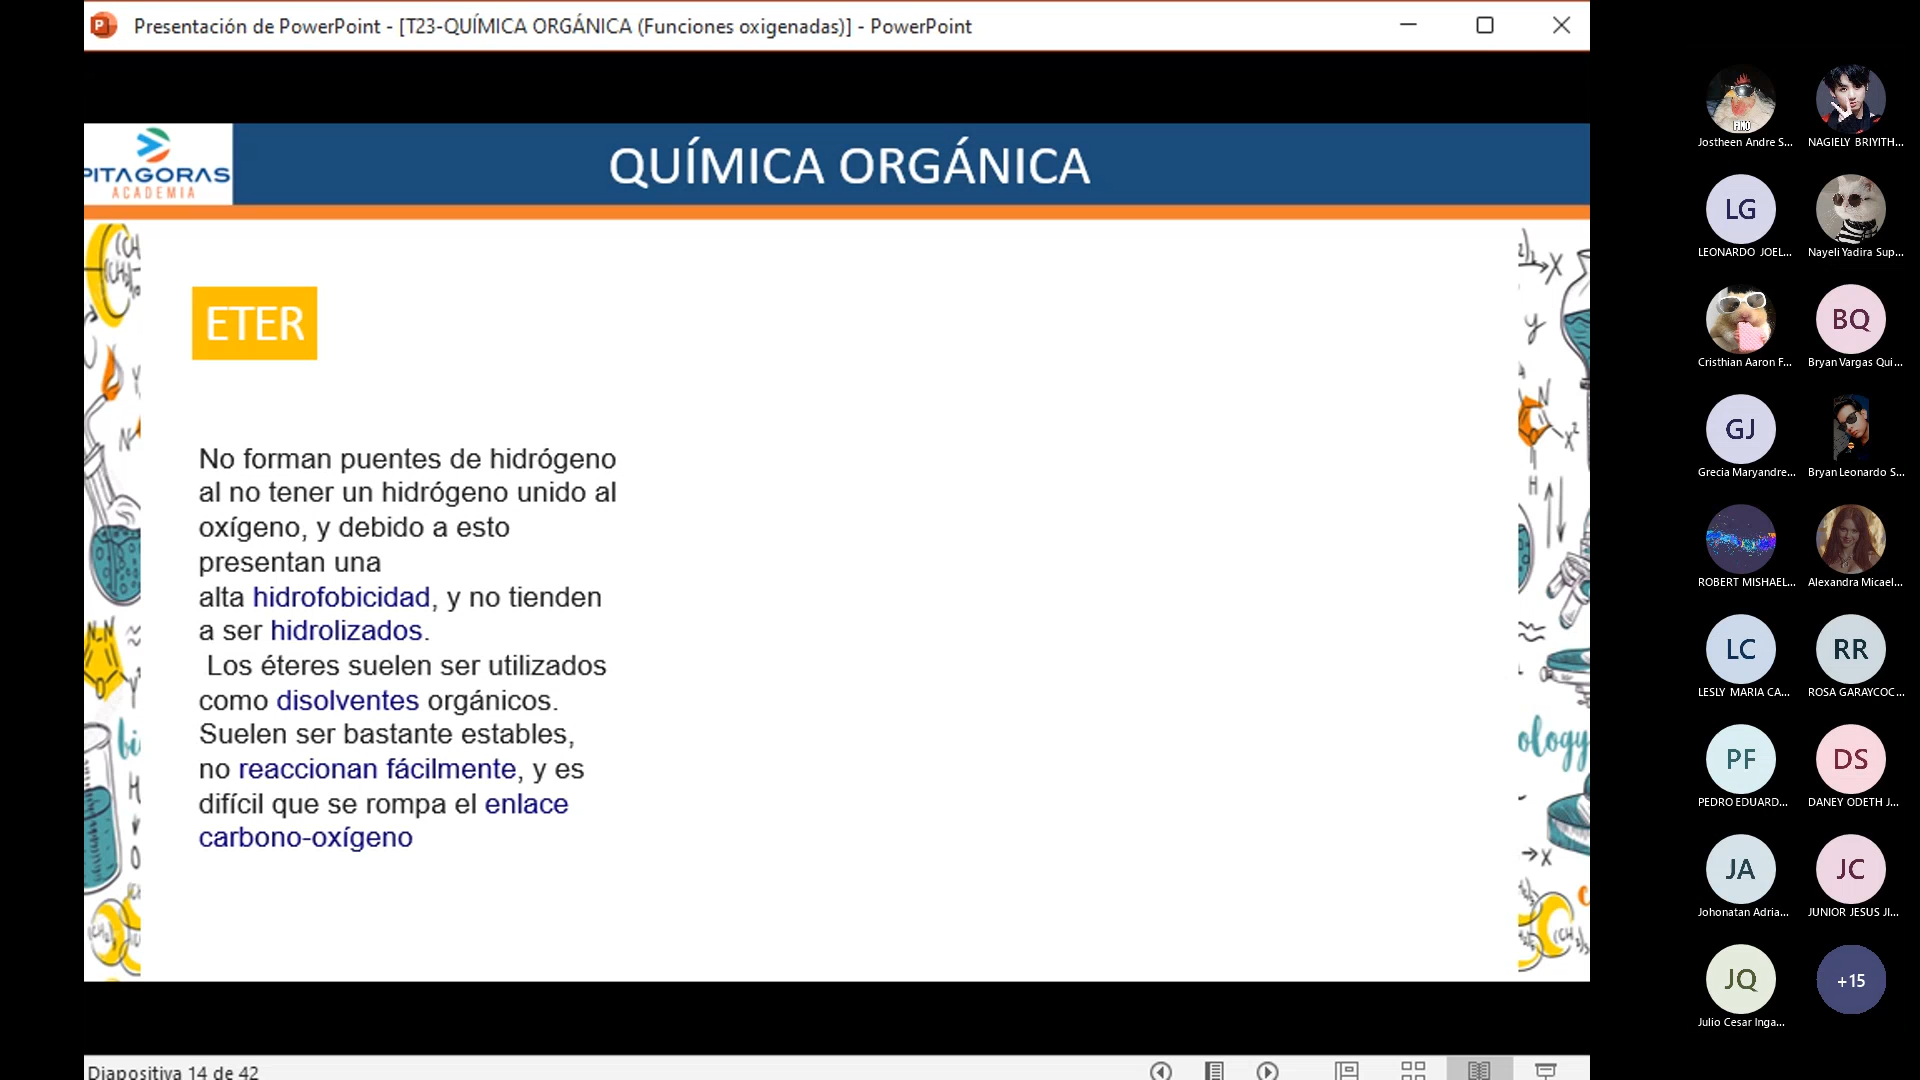 Presentación de PowerPoint - [T23-QUÍMICA ORGÁNICA (Funciones oxigenadas)] - PowerPoint
PITAGORAS
ACADEMIA
QUÍMICA ORGÁNICA
ETER
No forman puentes de hidrógeno
al no tener un hidrógeno unido al
oxígeno, y debido a esto
presentan una
alta hidrofobicidad, y no tienden
a ser hidrolizados.
Los éteres suelen ser utilizados
como disolventes orgánicos.
Suelen ser bastante estables,
no reaccionan fácilmente, y es
difícil que se rompa el enlace
carbono-oxígeno
ology
Diapositiva 14 de 42
Jostheen Andre S...
NAGIELY BRIYITH...
LG
LEONARDO JOEL...
Nayeli Yadira Sup...
Cristhian Aaron F...
BQ
Bryan Vargas Qui...
GJ
Grecia Maryandre...
Bryan Leonardo S...
ROBERT MISHAEL...
Alexandra Micael...
LC
LESLY MARIA CA...
RR
ROSA GARAYCOC...
PF
PEDRO EDUARD...
DS
DANEY ODETH J...
JA
Johonatan Adria...
JC
JUNIOR JESUS JI...
JQ
Julio Cesar Inga...
+15